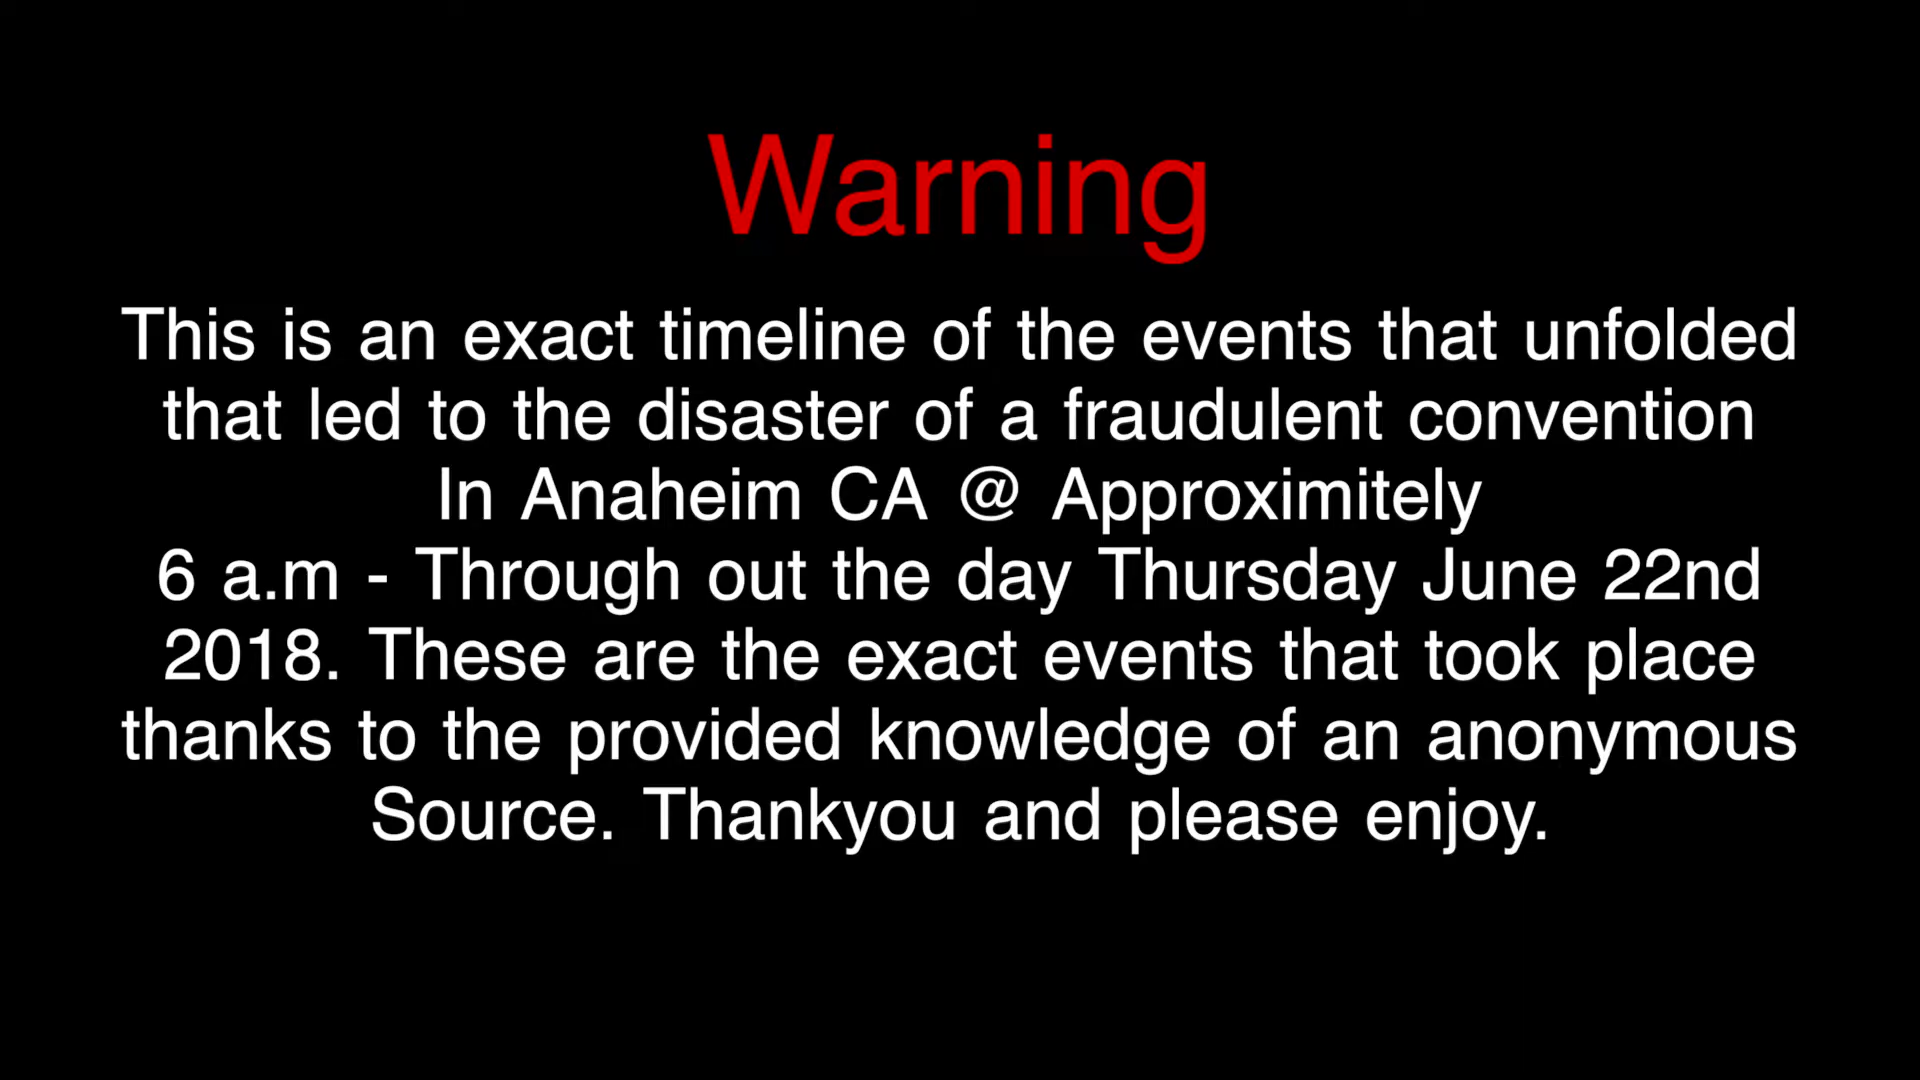 Warning
This is an exact timeline of the events that unfolded
that led to the disaster of a fraudulent convention
In Anaheim CA @ Approximitely
6 a.m - Through out the day Thursday June 22nd
2018. These are the exact events that took place
thanks to the provided knowledge of an anonymous
Source. Thankyou and please enjoy.